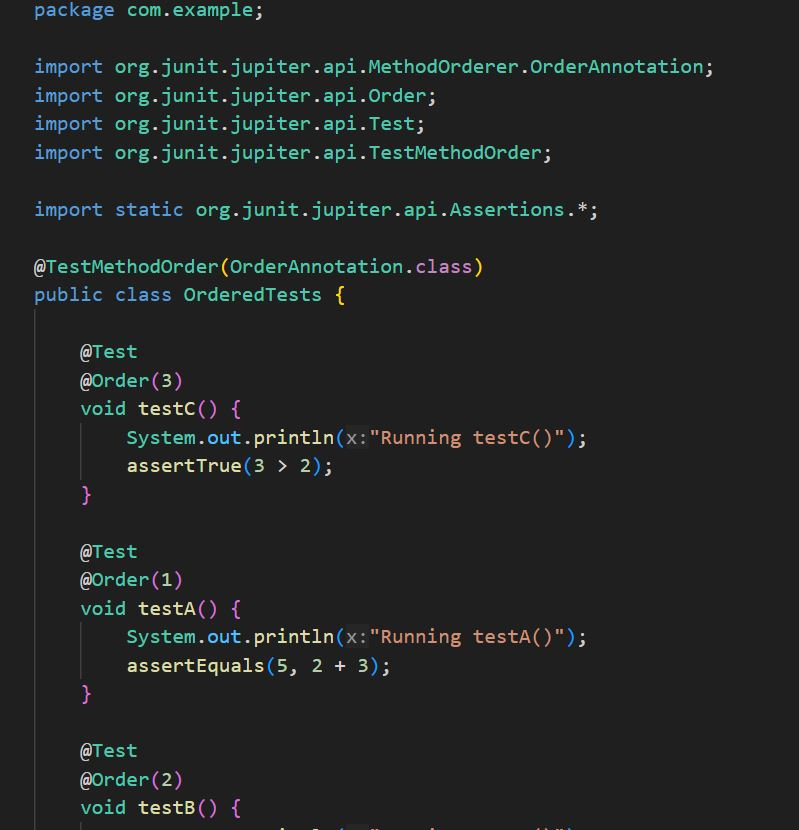 package com.example;
import org.junit.jupiter.api.MethodOrderer.OrderAnnotation;
import org.junit.jupiter.api.Order;
import org.junit.jupiter.api.Test;
import org.junit.jupiter.api.TestMethodOrder;
import static org.junit.jupiter.api.Assertions.*;
@TestMethodOrder(OrderAnnotation.class)
public class OrderedTests {
@Test
@Order(3)
void testC() {
System.out.println(x:"Running testC()");
assertTrue(3 > 2);
}
@Test
@Order(1)
void testA() {
System.out.println(x:"Running testA()");
assertEquals(5, 2 + 3);
}
@Test
@Order(2)
void testB() {